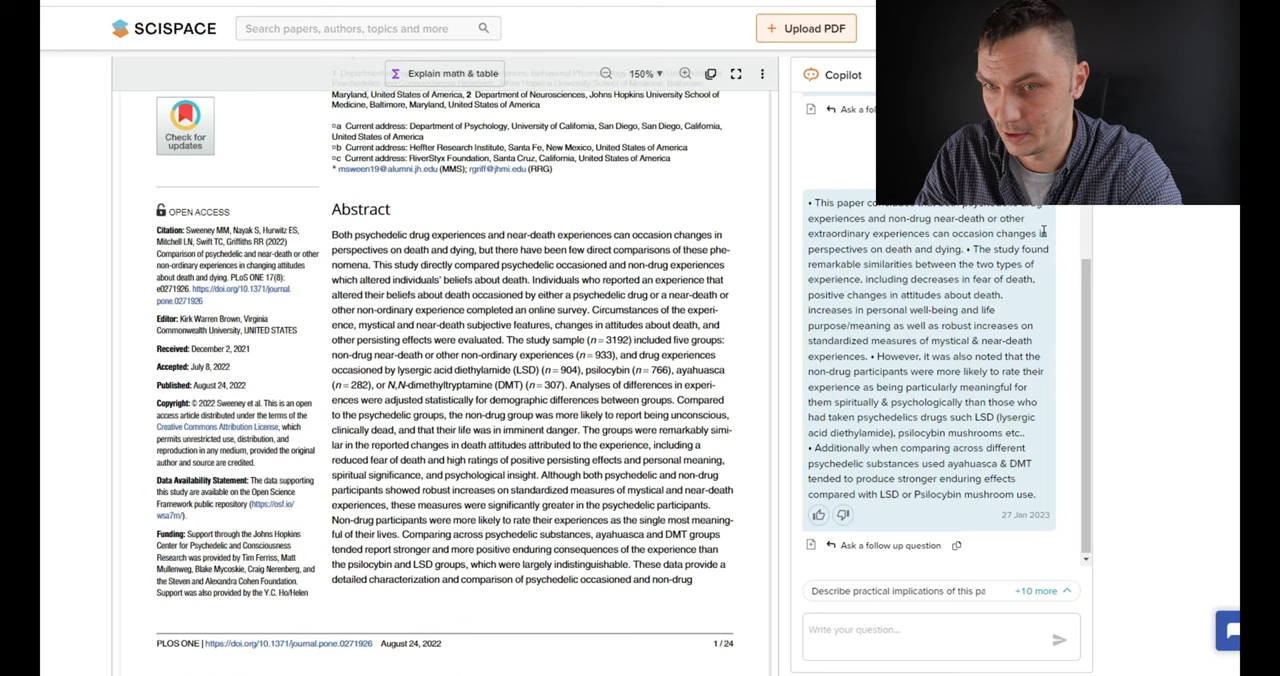 SCISPACE
Search papers, authors, topics and more
+ Upload PDF
Explain math & table
150%
Copilot
Maryland, United States of America, 2 Department of Neurosciences, Johns Hopkins University School of
Medicine, Baltimore, Maryland, United States of America
¤a Current address: Department of Psychology, University of California, San Diego, San Diego, California,
United States of America
¤b Current address: Heffter Research Institute, Santa Fe, New Mexico, United States of America
¤c Current address: RiverStyx Foundation, Santa Cruz, California, United States of America
* msween19@alumni.jh.edu (MMS); rgriff@jhmi.edu (RRG)
Check for
updates
OPEN ACCESS
Citation: Sweeney MM, Nayak S, Hurwitz ES,
Mitchell LN, Swift TC, Griffiths RR (2022)
Comparison of psychedelic and near-death or other
non-ordinary experiences in changing attitudes
about death and dying. PLoS ONE 17(8):
e0271926. https://doi.org/10.1371/journal.
pone.0271926
Editor: Kirk Warren Brown, Virginia
Commonwealth University, UNITED STATES
Received: December 2, 2021
Accepted: July 8, 2022
Published: August 24, 2022
Copyright: © 2022 Sweeney et al. This is an open
access article distributed under the terms of the
Creative Commons Attribution License, which
permits unrestricted use, distribution, and
reproduction in any medium, provided the original
author and source are credited.
Data Availability Statement: The data supporting
this study are available on the Open Science
Framework public repository (https://osf.io/
wsa7m/).
Funding: Support through the Johns Hopkins
Center for Psychedelic and Consciousness
Research was provided by Tim Ferriss, Matt
Mullenweg, Blake Mycoskie, Craig Nerenberg, and
the Steven and Alexandra Cohen Foundation.
Support was also provided by the Y.C. Ho/Helen
Abstract
Both psychedelic drug experiences and near-death experiences can occasion changes in
perspectives on death and dying, but there have been few direct comparisons of these phe-
nomena. This study directly compared psychedelic occasioned and non-drug experiences
which altered individuals' beliefs about death. Individuals who reported an experience that
altered their beliefs about death occasioned by either a psychedelic drug or a near-death or
other non-ordinary experience completed an online survey. Circumstances of the experi-
ence, mystical and near-death subjective features, changes in attitudes about death, and
other persisting effects were evaluated. The study sample (n = 3192) included five groups:
non-drug near-death or other non-ordinary experiences (n = 933), and drug experiences
occasioned by lysergic acid diethylamide (LSD) (n = 904), psilocybin (n = 766), ayahuasca
(n = 282), or N,N-dimethyltryptamine (DMT) (n = 307). Analyses of differences in experi-
ences were adjusted statistically for demographic differences between groups. Compared
to the psychedelic groups, the non-drug group was more likely to report being unconscious,
clinically dead, and that their life was in imminent danger. The groups were remarkably simi-
lar in the reported changes in death attitudes attributed to the experience, including a
reduced fear of death and high ratings of positive persisting effects and personal meaning,
spiritual significance, and psychological insight. Although both psychedelic and non-drug
participants showed robust increases on standardized measures of mystical and near-death
experiences, these measures were significantly greater in the psychedelic participants.
Non-drug participants were more likely to rate their experiences as the single most meaning-
ful of their lives. Comparing across psychedelic substances, ayahuasca and DMT groups
tended report stronger and more positive enduring consequences of the experience than
the psilocybin and LSD groups, which were largely indistinguishable. These data provide a
detailed characterization and comparison of psychedelic occasioned and non-drug
PLOS ONE | https://doi.org/10.1371/journal.pone.0271926 August 24, 2022
1 / 24
Ask a
• This paper
experiences and non-drug near-death or other
extraordinary experiences can occasion changes in
perspectives on death and dying. • The study found
remarkable similarities between the two types of
experience, including decreases in fear of death,
positive changes in attitudes about death,
increases in personal well-being and life
purpose/meaning as well as robust increases on
standardized measures of mystical & near-death
experiences. • However, it was also noted that the
non-drug participants were more likely to rate their
experience as being particularly meaningful for
them spiritually & psychologically than those who
had taken psychedelics drugs such LSD (lysergic
acid diethylamide), psilocybin mushrooms etc..
• Additionally when comparing across different
psychedelic substances used ayahuasca & DMT
tended to produce stronger enduring effects
compared with LSD or Psilocybin mushroom use.
27 Jan 2023
Ask a follow up question
Describe practical implications of this pa
+10 more
Write your question...